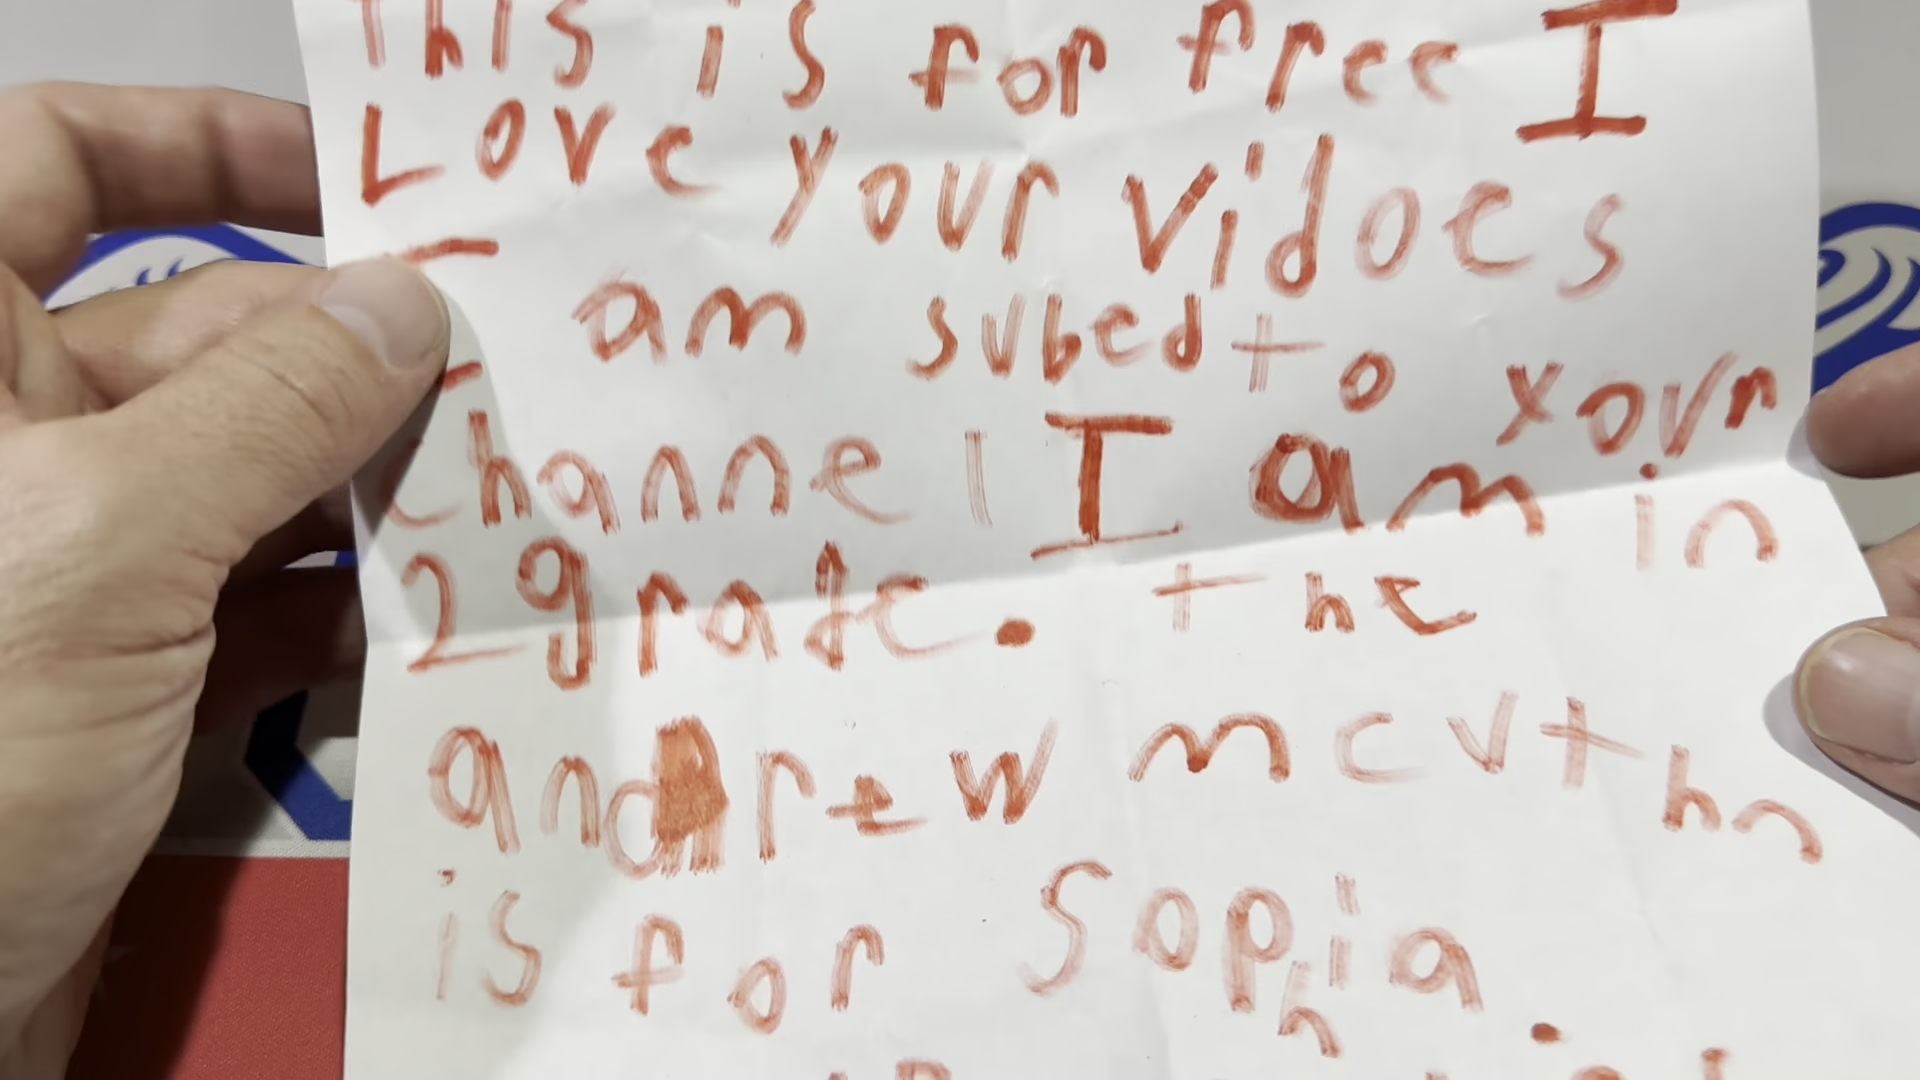 This is for free I
Love your vidoes
I am subed to your
channel I am in
2 grate. the
andrew mcvthn
is for Sophia.